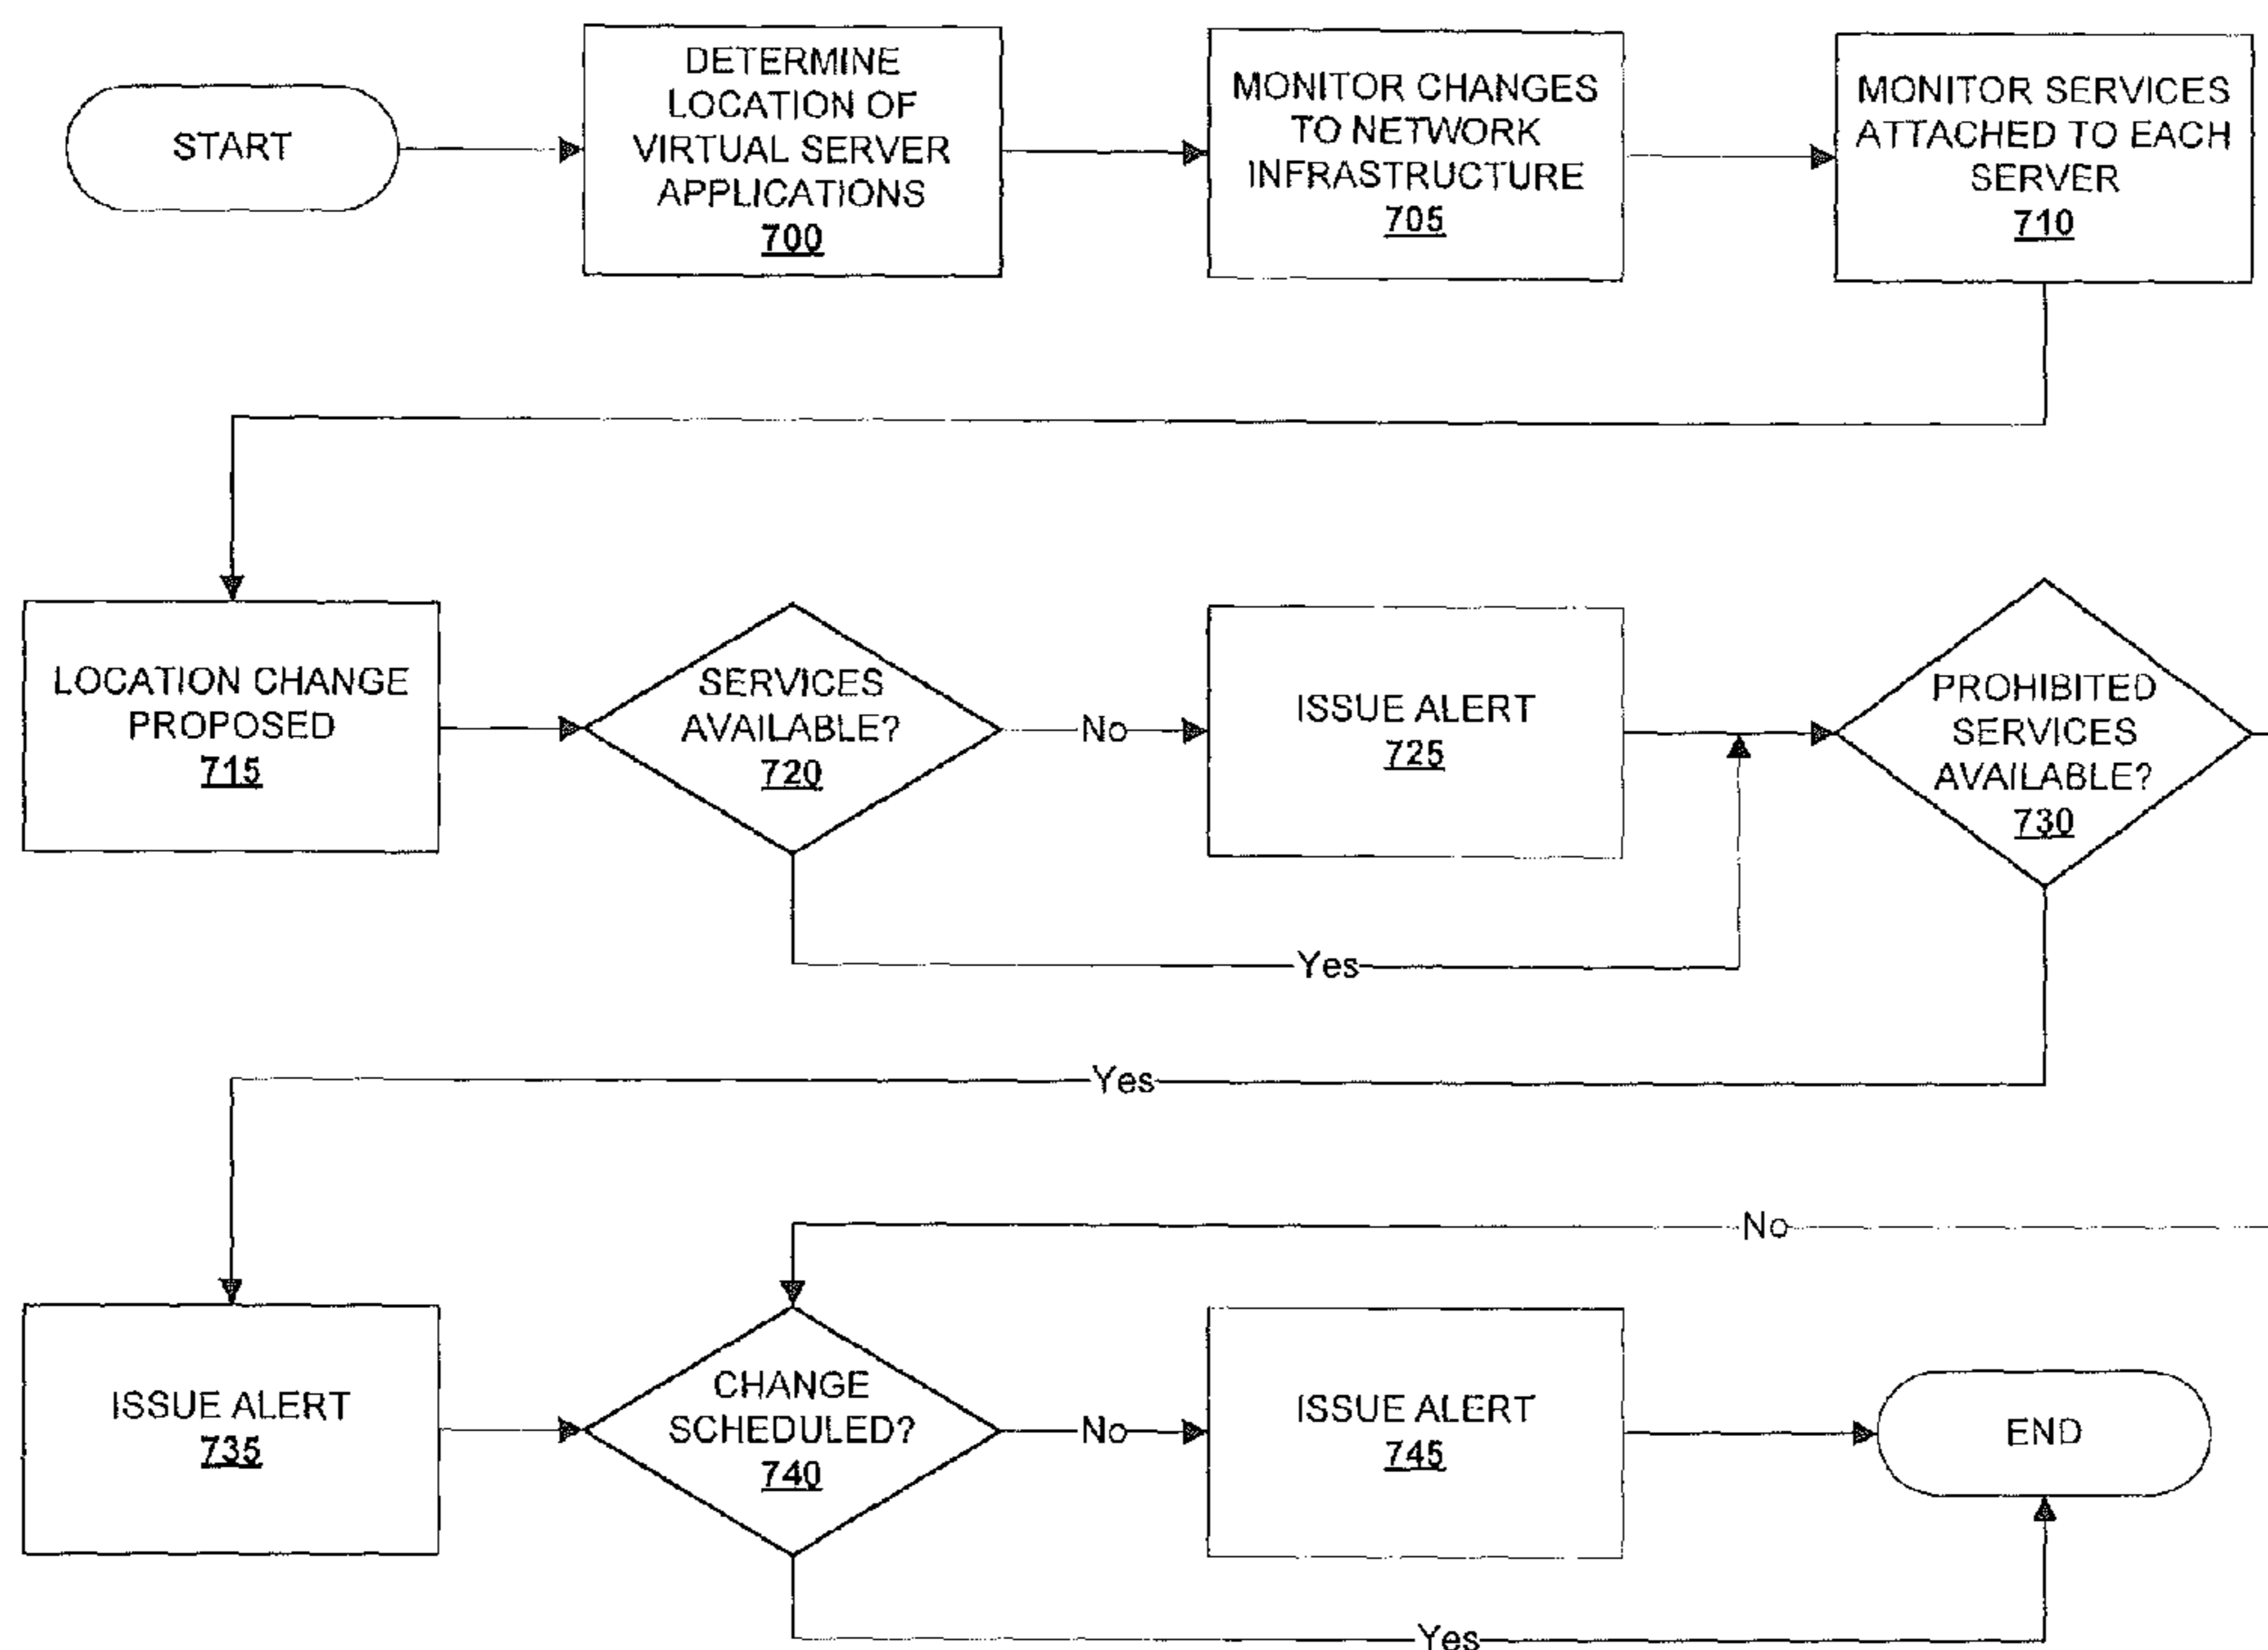 START
DETERMINE
LOCATION OF
VIRTUAL SERVER
APPLICATIONS
700
MONITOR CHANGES
TO NETWORK
INFRASTRUCTURE
705
MONITOR SERVICES
ATTACHED TO EACH
SERVER
710
LOCATION CHANGE
PROPOSED
715
SERVICES
AVAILABLE?
720
No
ISSUE ALERT
725
PROHIBITED
SERVICES
AVAILABLE?
730
Yes
Yes
No
ISSUE ALERT
735
CHANGE
SCHEDULED?
740
No
ISSUE ALERT
745
END
Yes